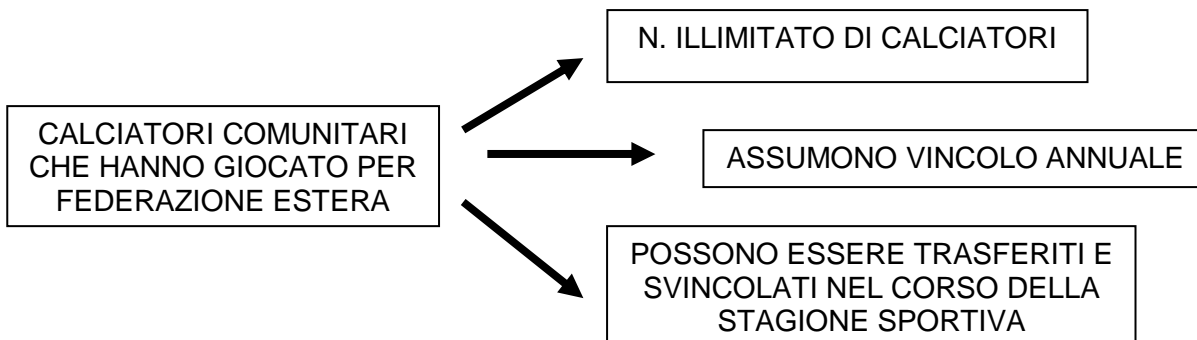 N. ILLIMITATO DI CALCIATORI
CALCIATORI COMUNITARI
CHE HANNO GIOCATO PER
FEDERAZIONE ESTERA
ASSUMONO VINCOLO ANNUALE
POSSONO ESSERE TRASFERITI E
SVINCOLATI NEL CORSO DELLA
STAGIONE SPORTIVA